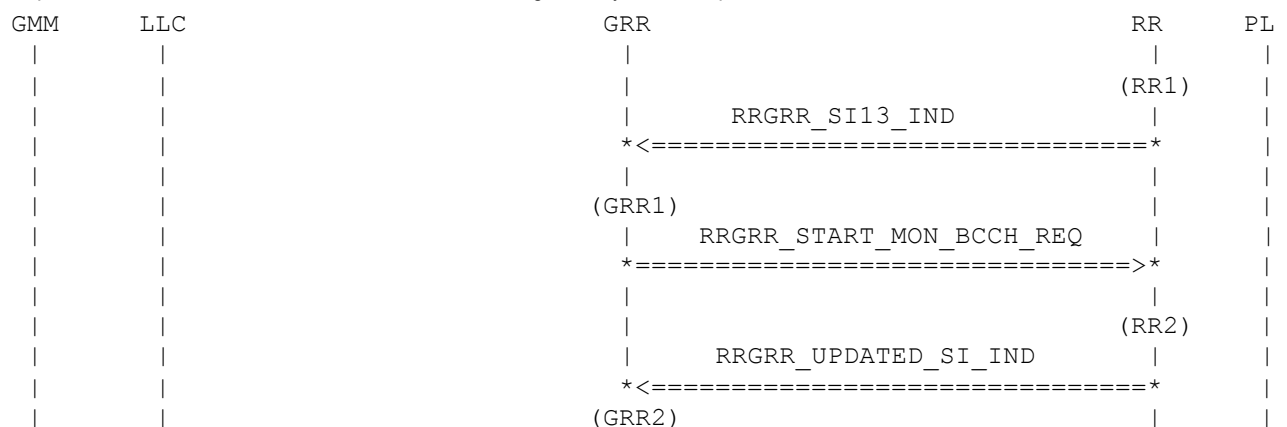 GMM LLC GRR RR PL
| | | | |
| | | (RR1) |
| | | RRGRR_SI13_IND | |
| | *<===============================* |
| | | | |
| | (GRR1) | |
| | | RRGRR_START_MON_BCCH_REQ | |
| | *===============================>* |
| | | | |
| | | (RR2) |
| | | RRGRR_UPDATED_SI_IND | |
| | *<===============================* |
| | (GRR2) | |